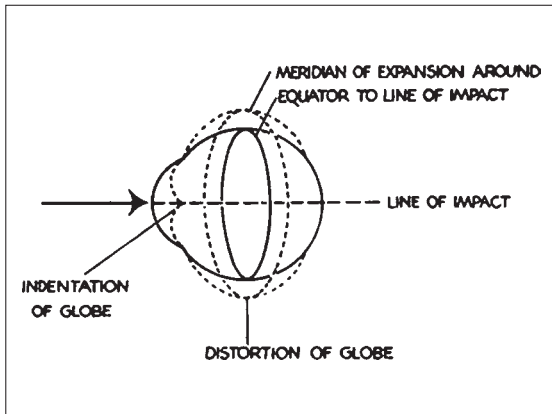 MERIDIAN OF EXPANSION AROUND
EQUATOR TO LINE OF IMPACT
LINE OF IMPACT
INDENTATION
OF GLOBE
DISTORTION OF GLOBE